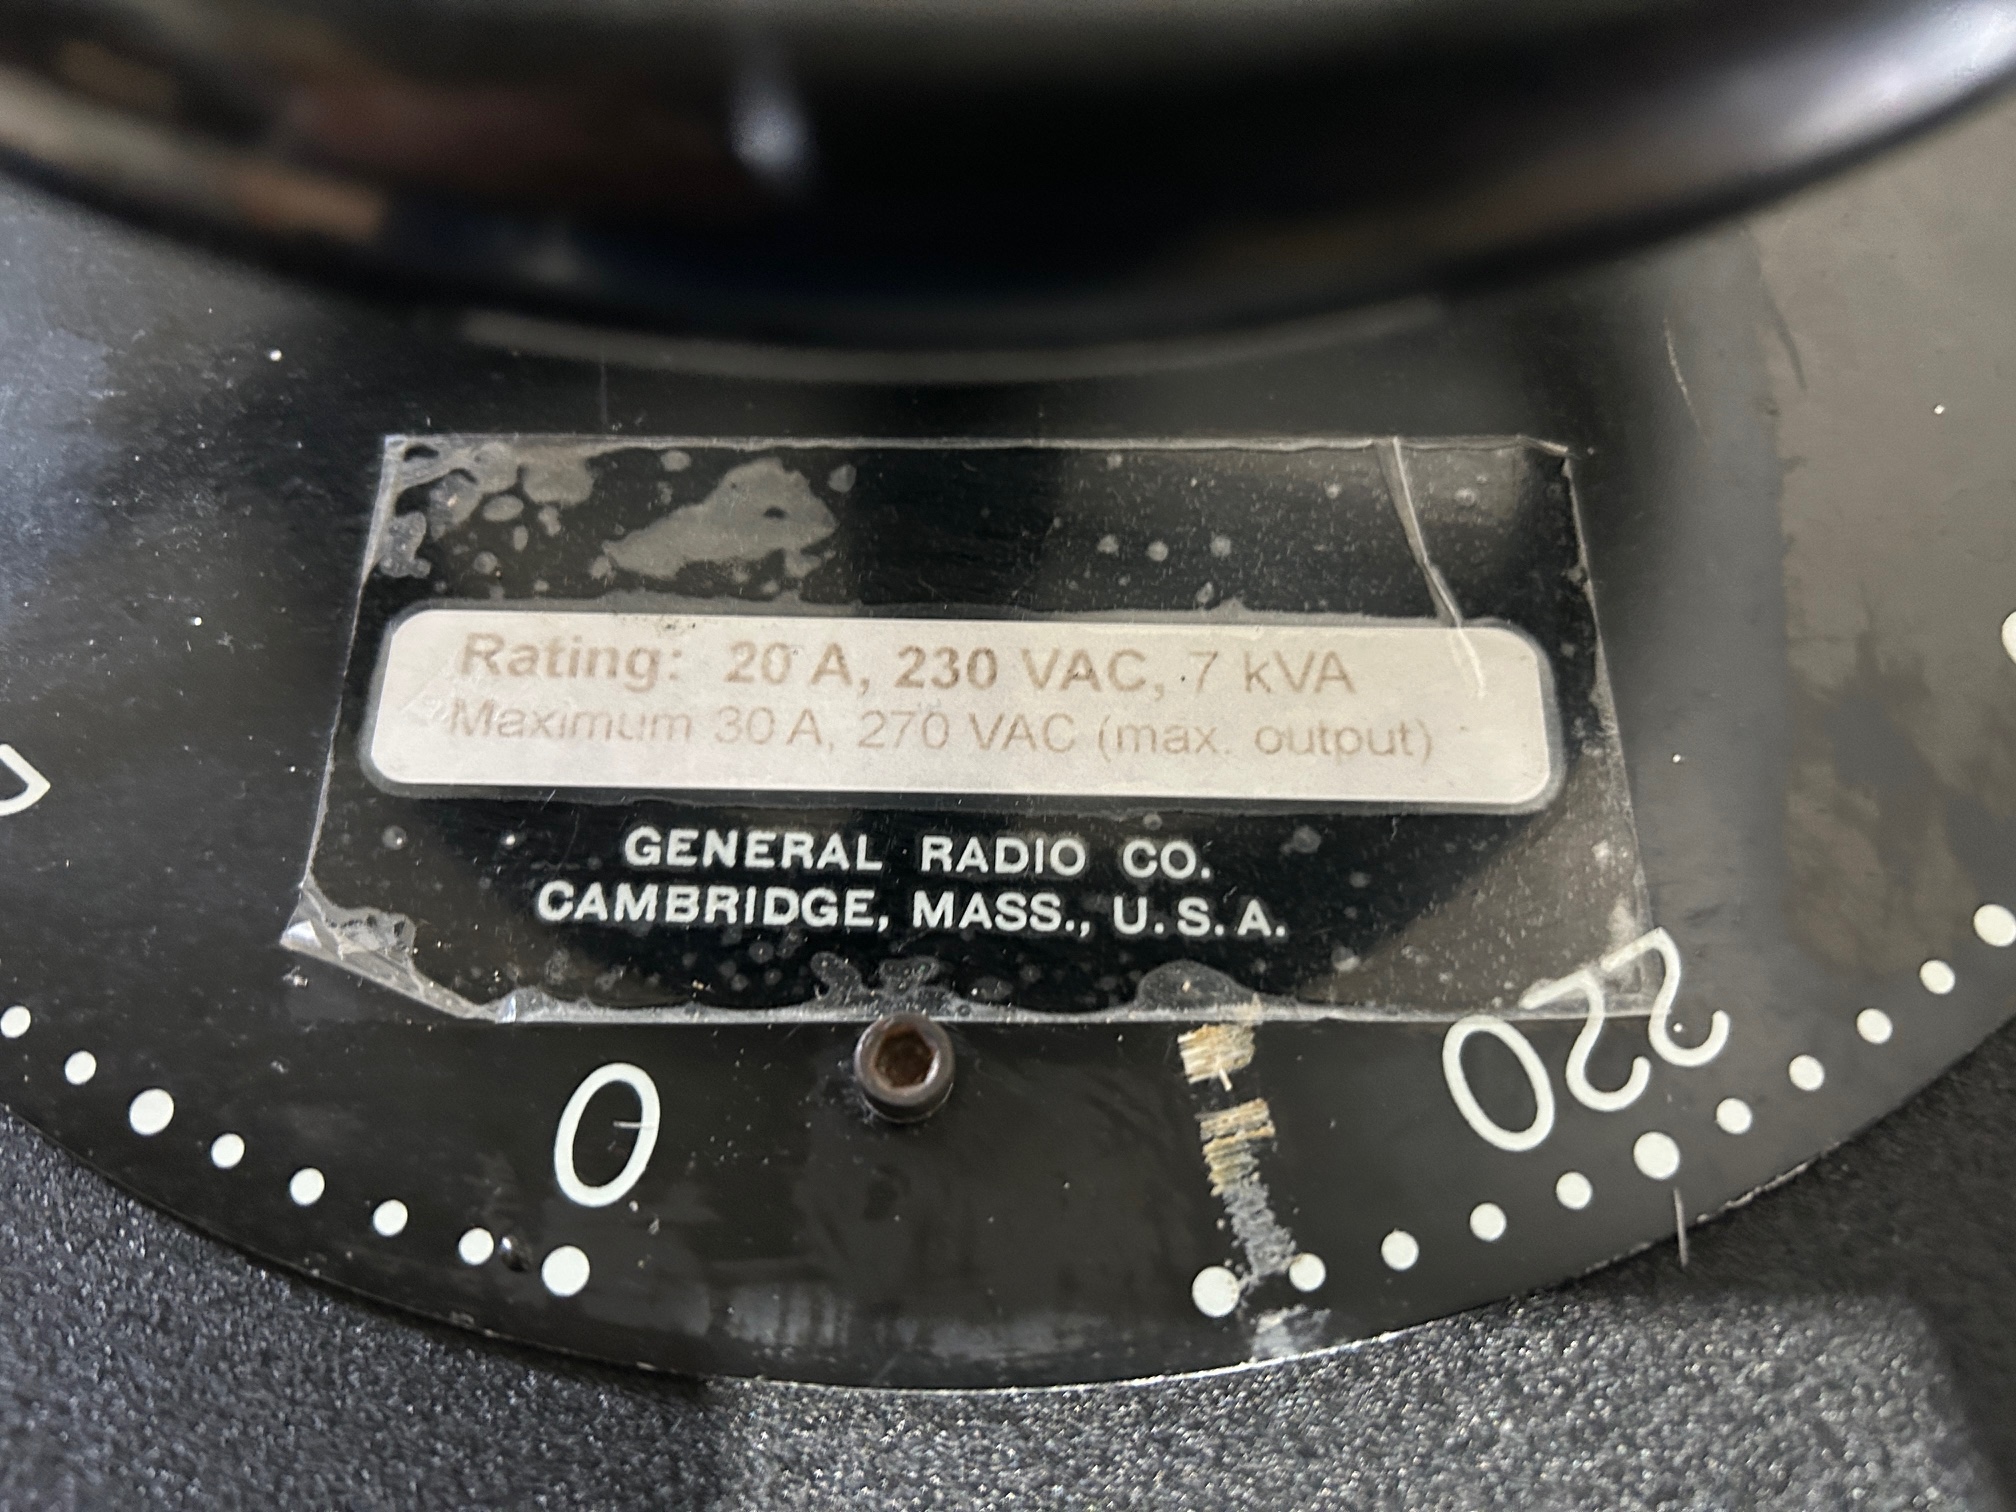 Rating: 20 A, 230 VAC, 7 kVA
Maximum 30 A, 270 VAC (max. output)
GENERAL RADIO CO.
CAMBRIDGE, MASS., U.S.A.
0
220